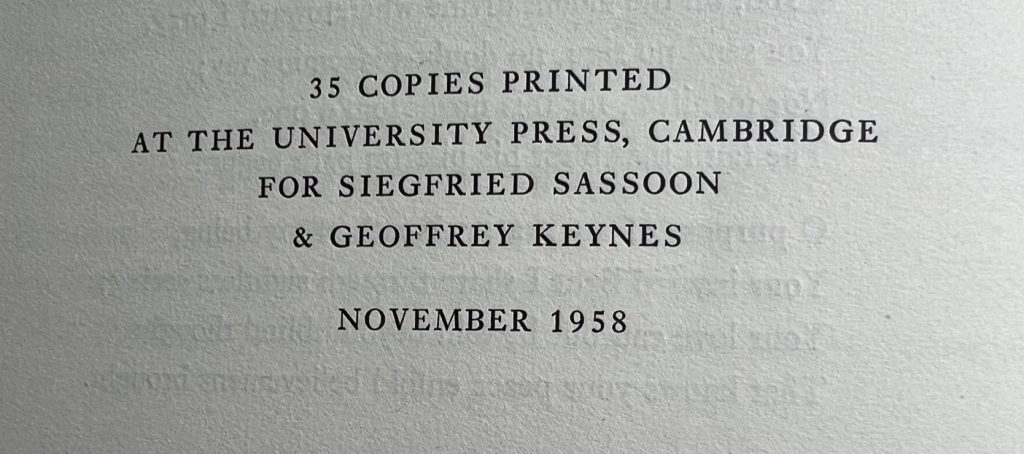 35 COPIES PRINTED
AT THE UNIVERSITY PRESS, CAMBRIDGE
FOR SIEGFRIED SASSOON
& GEOFFREY KEYNES
NOVEMBER 1958